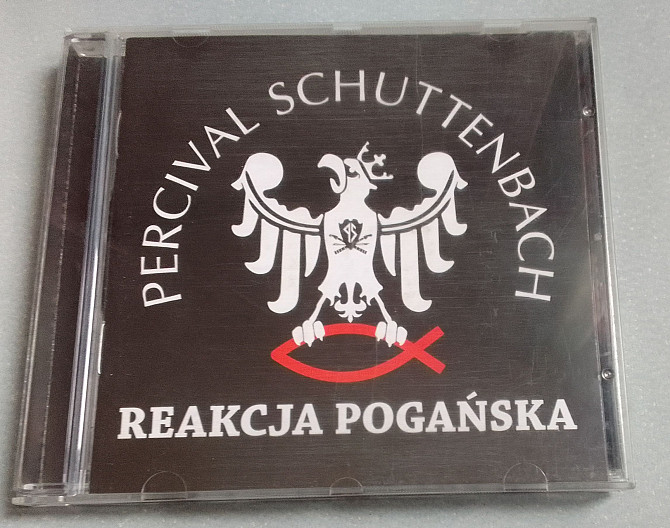 PERCIVAL SCHUTTENBACH
REAKCJA POGAŃSKA